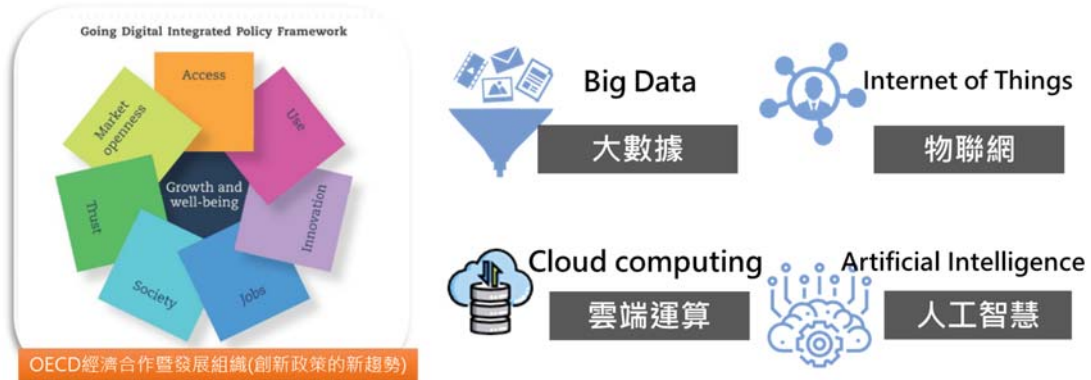 Going Digital Integrated Policy Framework
Access
Use
Innovation
Jobs
Society
Trust
Market
openness
Growth and
well-being
OECD經濟合作暨發展組織(創新政策的新趨勢)
Big Data
大數據
Internet of Things
物聯網
Cloud computing
雲端運算
Artificial Intelligence
人工智慧